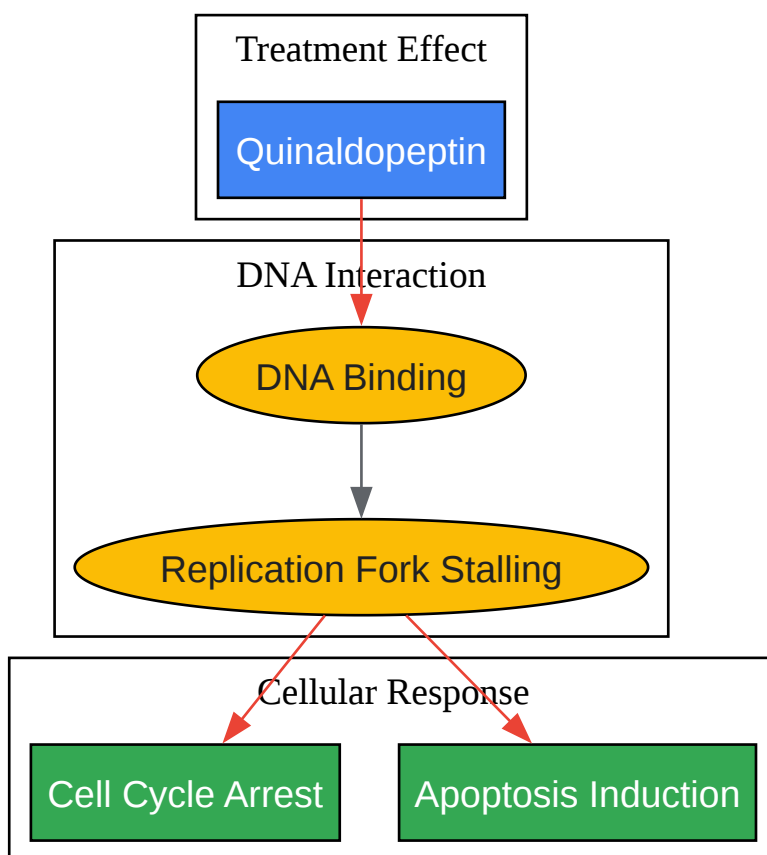 Treatment Effect
Quinaldopeptin
DNA Interaction
DNA Binding
Replication Fork Stalling
Cellular Response
Cell Cycle Arrest
Apoptosis Induction